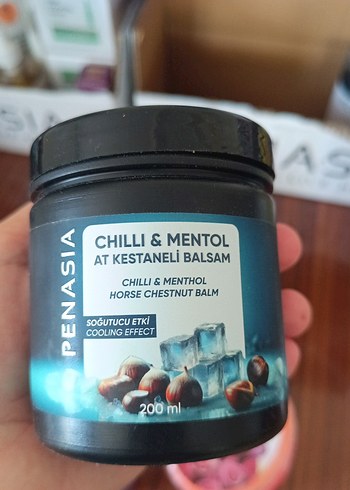 PENASIA
CHILLI & MENTOL
AT KESTANELİ BALSAM
CHILLI & MENTHOL
HORSE CHESTNUT BALM
SOĞUTUCU ETKİ
COOLING EFFECT
200 ml